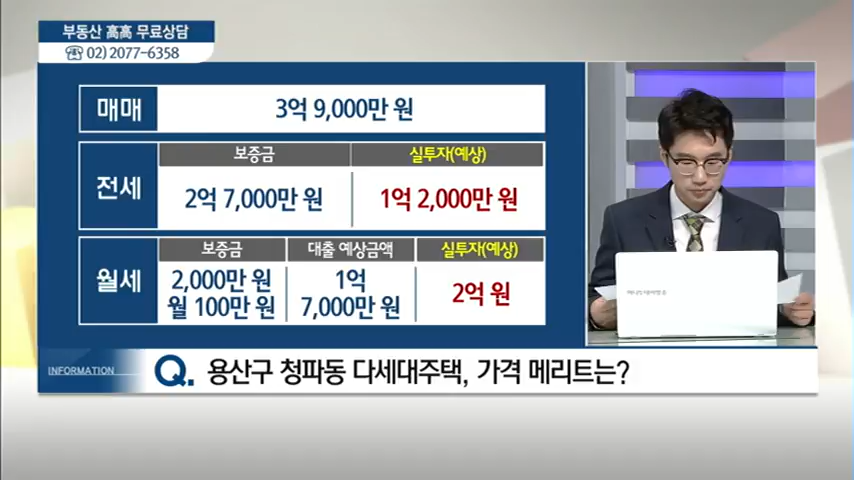 부동산 高高 무료상담
☎ 02) 2077-6358
매매
3억 9,000만 원
전세
보증금
실투자(예상)
2억 7,000만 원
1억 2,000만 원
월세
보증금
대출 예상금액
실투자(예상)
2,000만 원
월 100만 원
1억
7,000만 원
2억 원
INFORMATION
Q. 용산구 청파동 다세대주택, 가격 메리트는?